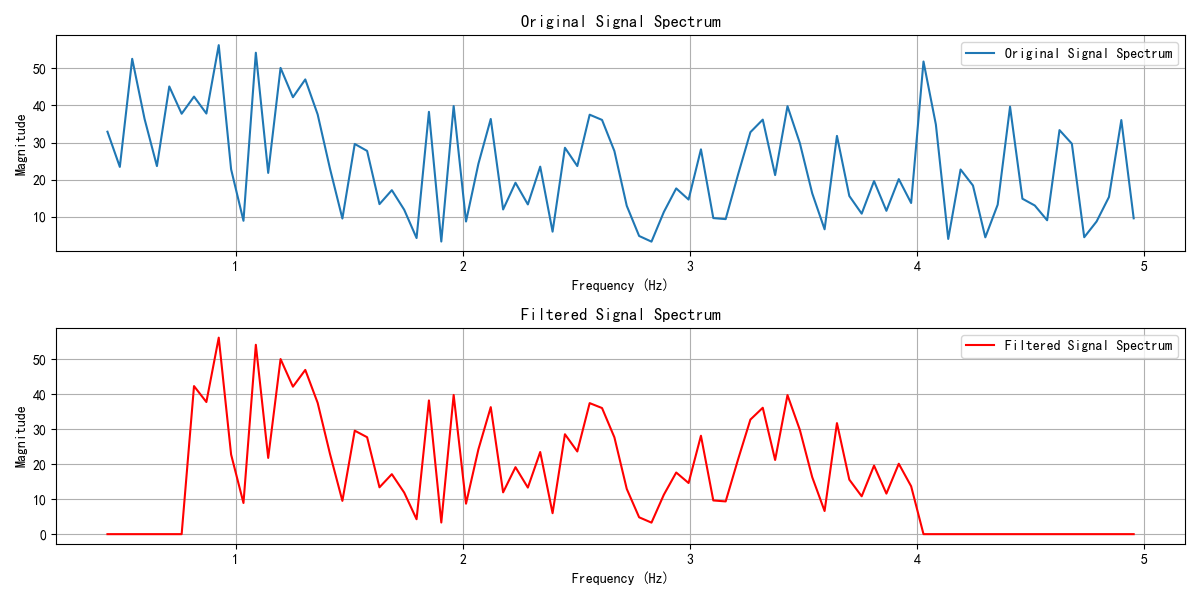 Original Signal Spectrum
Original Signal Spectrum
Magnitude
50
40
30
20
10
1 2 3 4 5
Frequency (Hz)
Filtered Signal Spectrum
Filtered Signal Spectrum
Magnitude
50
40
30
20
10
0
1 2 3 4 5
Frequency (Hz)